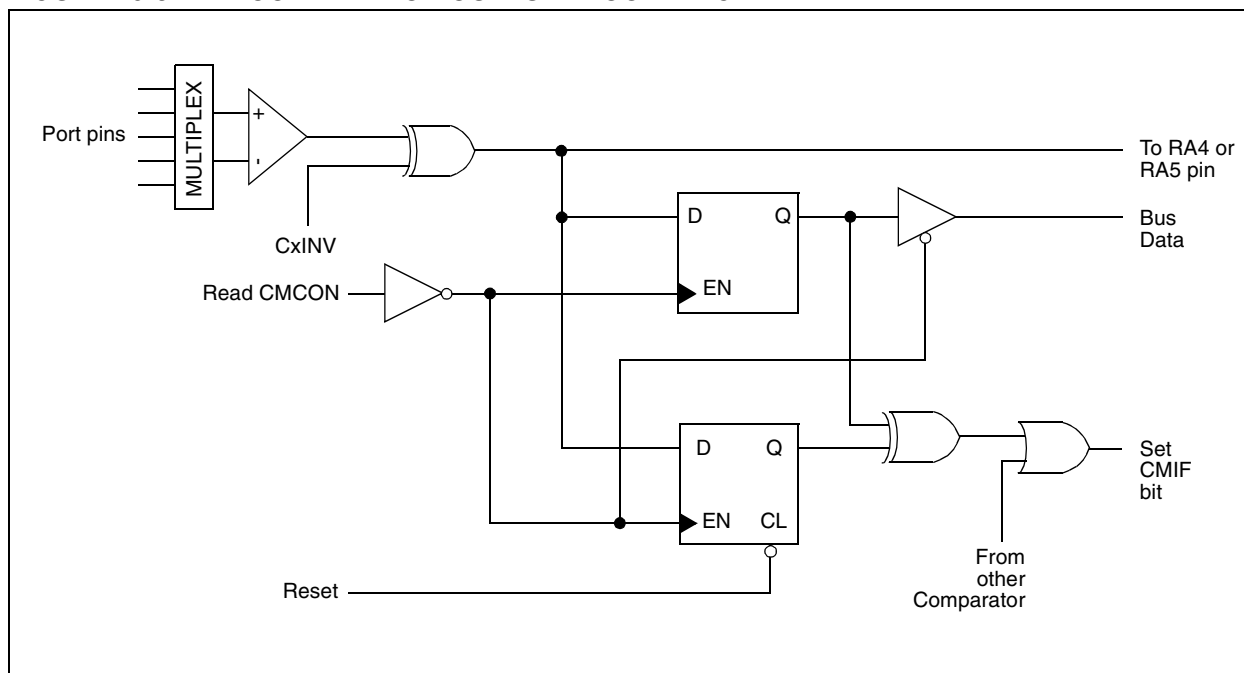 Port pins
MULTIPLEX
+
-
CxINV
To RA4 or
RA5 pin
D
Q
EN
Bus
Data
Read CMCON
D
Q
EN
CL
Set
CMIF
bit
From
other
Comparator
Reset